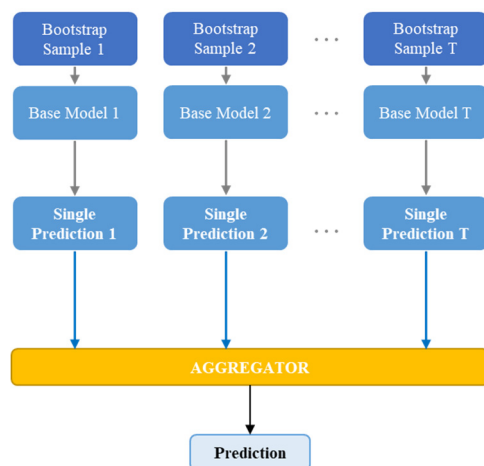 Bootstrap
Sample 1
Bootstrap
Sample 2
. . .
Bootstrap
Sample T
Base Model 1
Base Model 2
. . .
Base Model T
Single
Prediction 1
Single
Prediction 2
. . .
Single
Prediction T
AGGREGATOR
Prediction